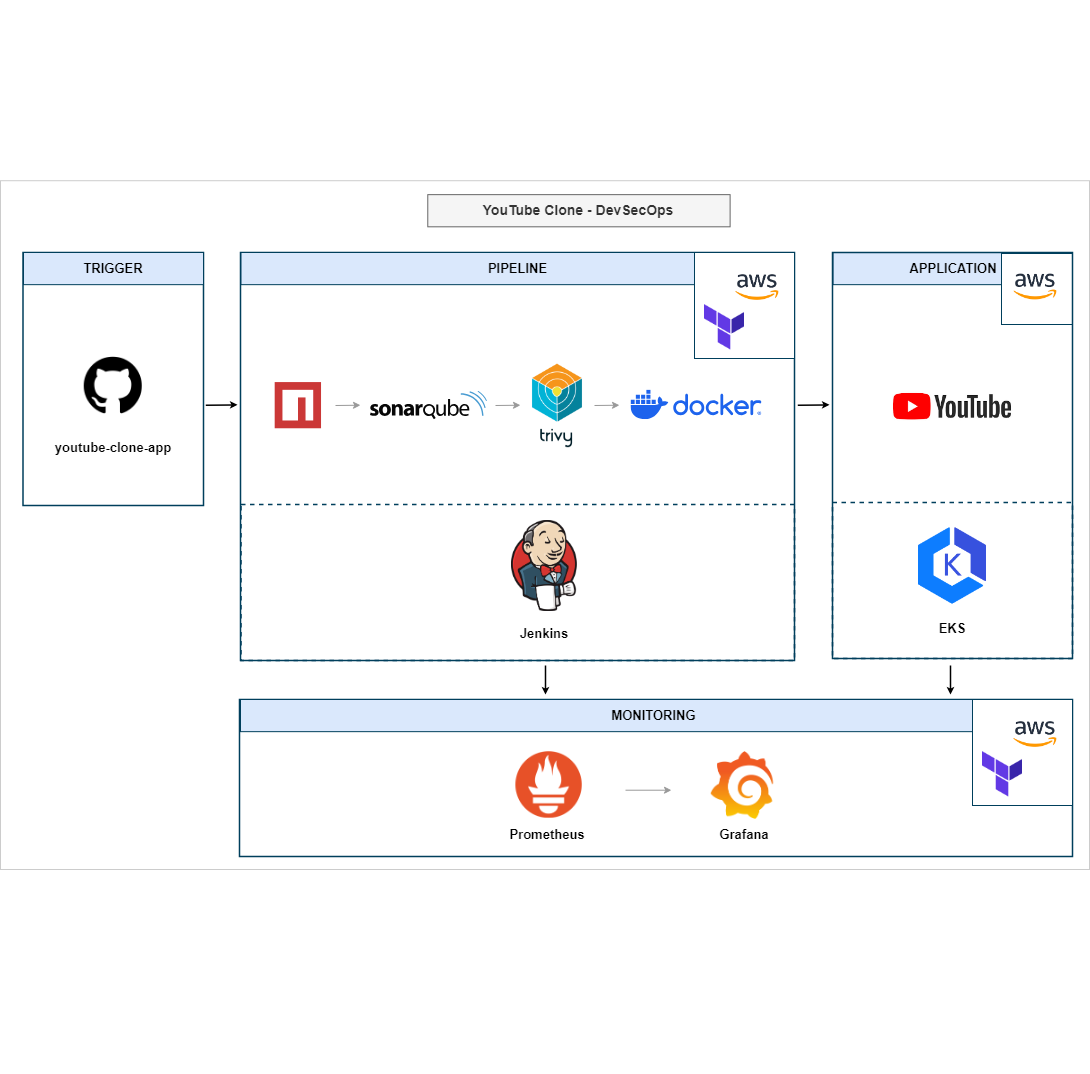 YouTube Clone - DevSecOps
TRIGGER
youtube-clone-app
PIPELINE
aws
sonarqube
trivy
docker
Jenkins
APPLICATION
aws
YouTube
K
EKS
MONITORING
aws
Prometheus
Grafana